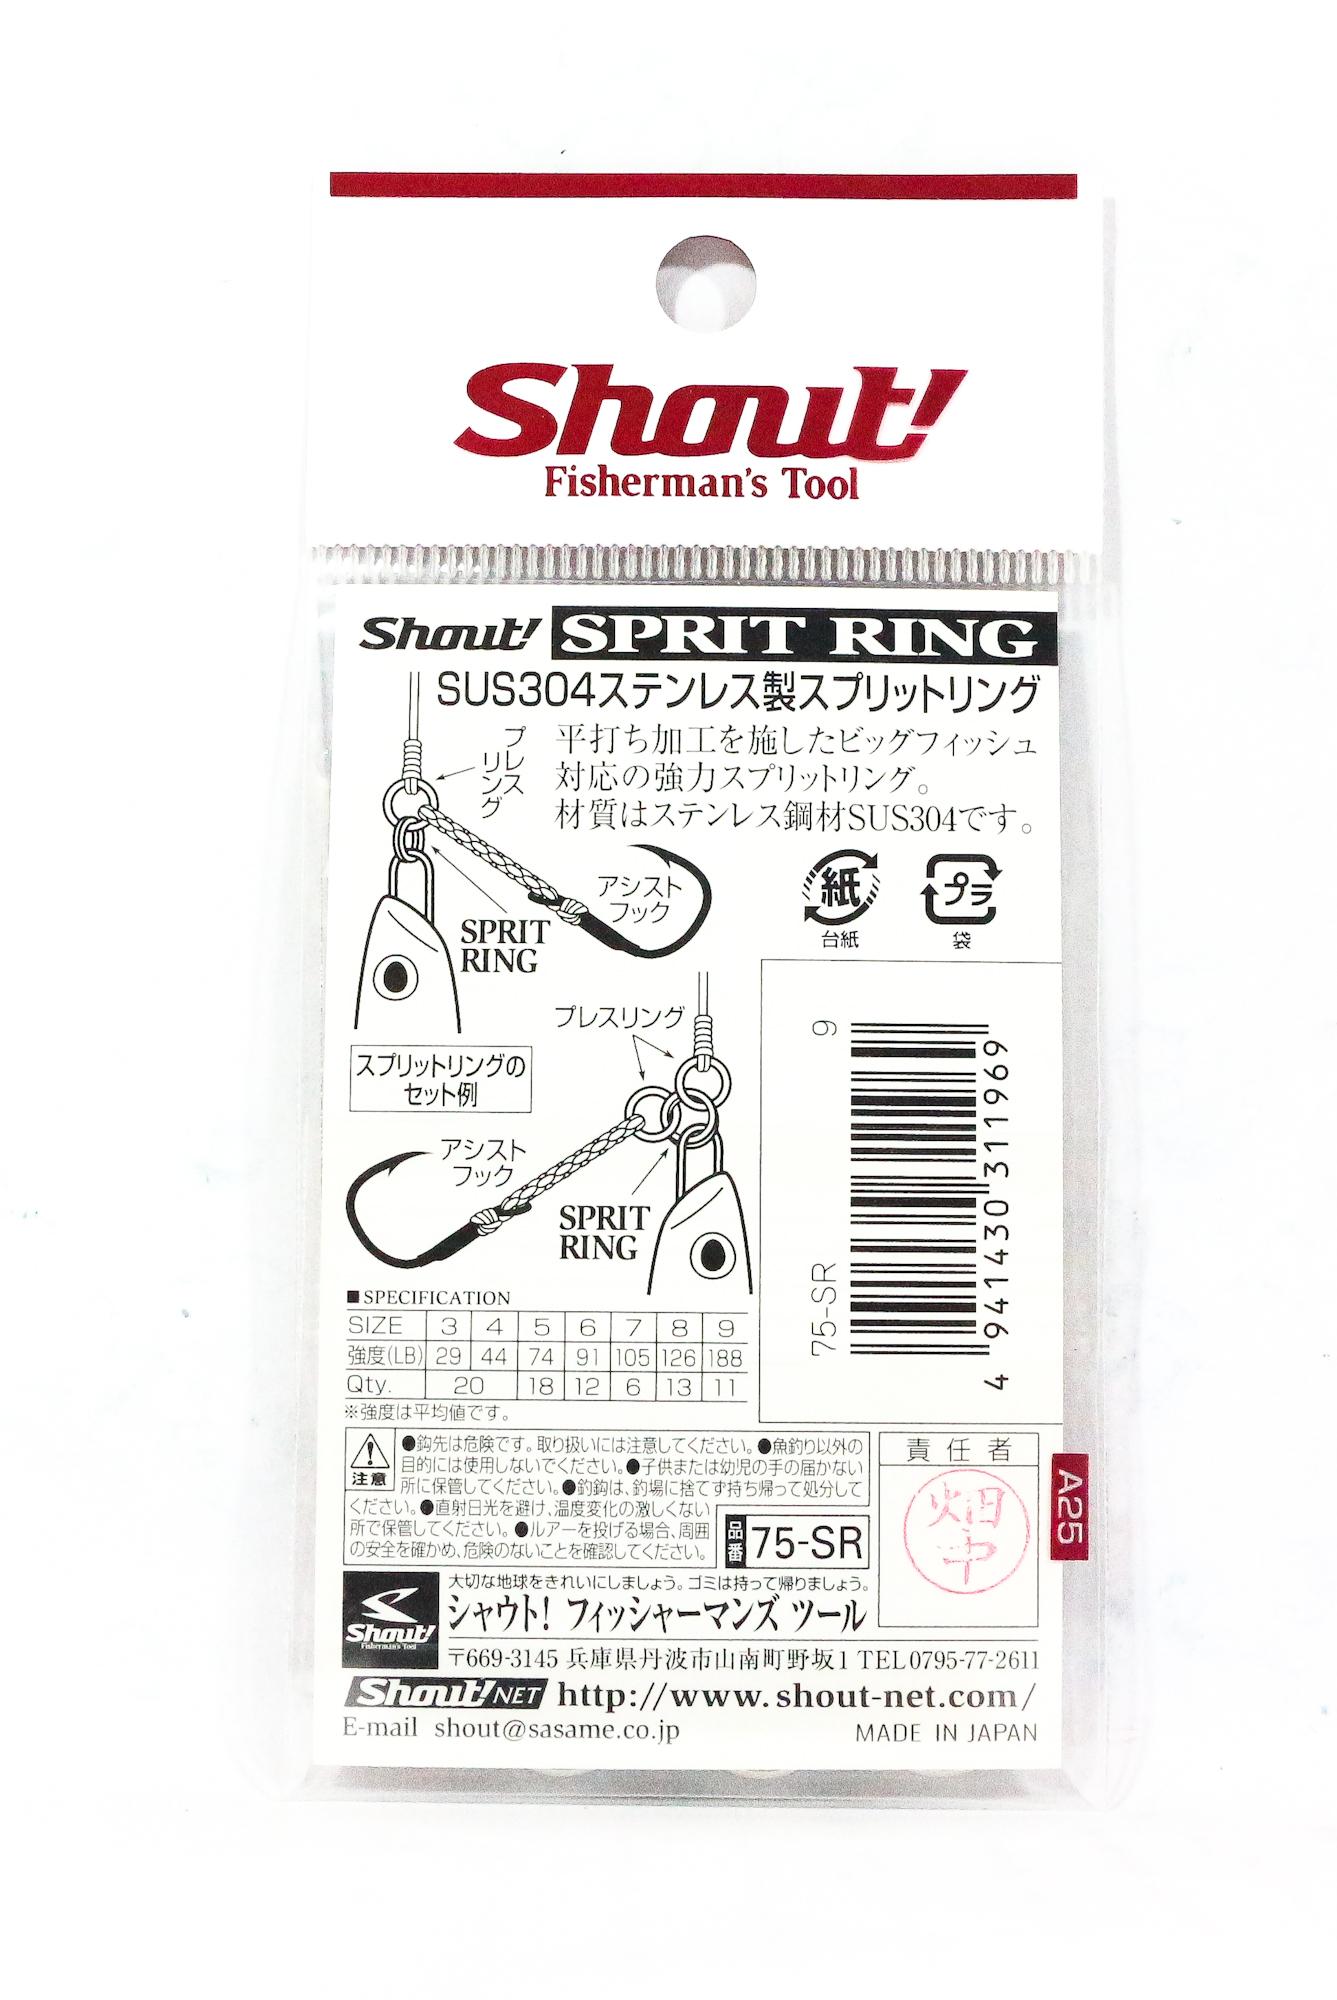 Shout!
Fisherman's Tool
Shout! SPRIT RING
SUS304ステンレス製スプリットリング
平打ち加工を施したビッグフィッシュ
対応の強力スプリットリング。
材質はステンレス鋼材SUS304です。
プレス
リング
アシスト
フック
SPRIT
RING
紙
台紙
プラ
袋
プレスリング
スプリットリングの
セット例
アシスト
フック
SPRIT
RING
9
75-SR
4 941430 311969
■SPECIFICATION
SIZE 3 4 5 6 7 8 9
強度(LB) 29 44 74 91 105 126 188
Qty. 20 18 12 6 13 11
※強度は平均値です。
注意
●鈎先は危険です。取り扱いには注意してください。●魚釣り以外の
目的には使用しないでください。●子供または幼児の手の届かない
所に保管してください。●釣鈎は、釣場に捨てず持ち帰って処分して
ください。●直射日光を避け、温度変化の激しくない
所で保管してください。●ルアーを投げる場合、周囲
の安全を確かめ、危険のないことを確認してください。
品番 75-SR
責任者
畑中
A25
大切な地球をきれいにしましょう。ゴミは持って帰りましょう。
シャウト! フィッシャーマンズ ツール
Shout!
Fisherman's Tool
〒669-3145 兵庫県丹波市山南町野坂1 TEL0795-77-2611
Shout! NET http://www.shout-net.com/
E-mail shout@sasame.co.jp
MADE IN JAPAN